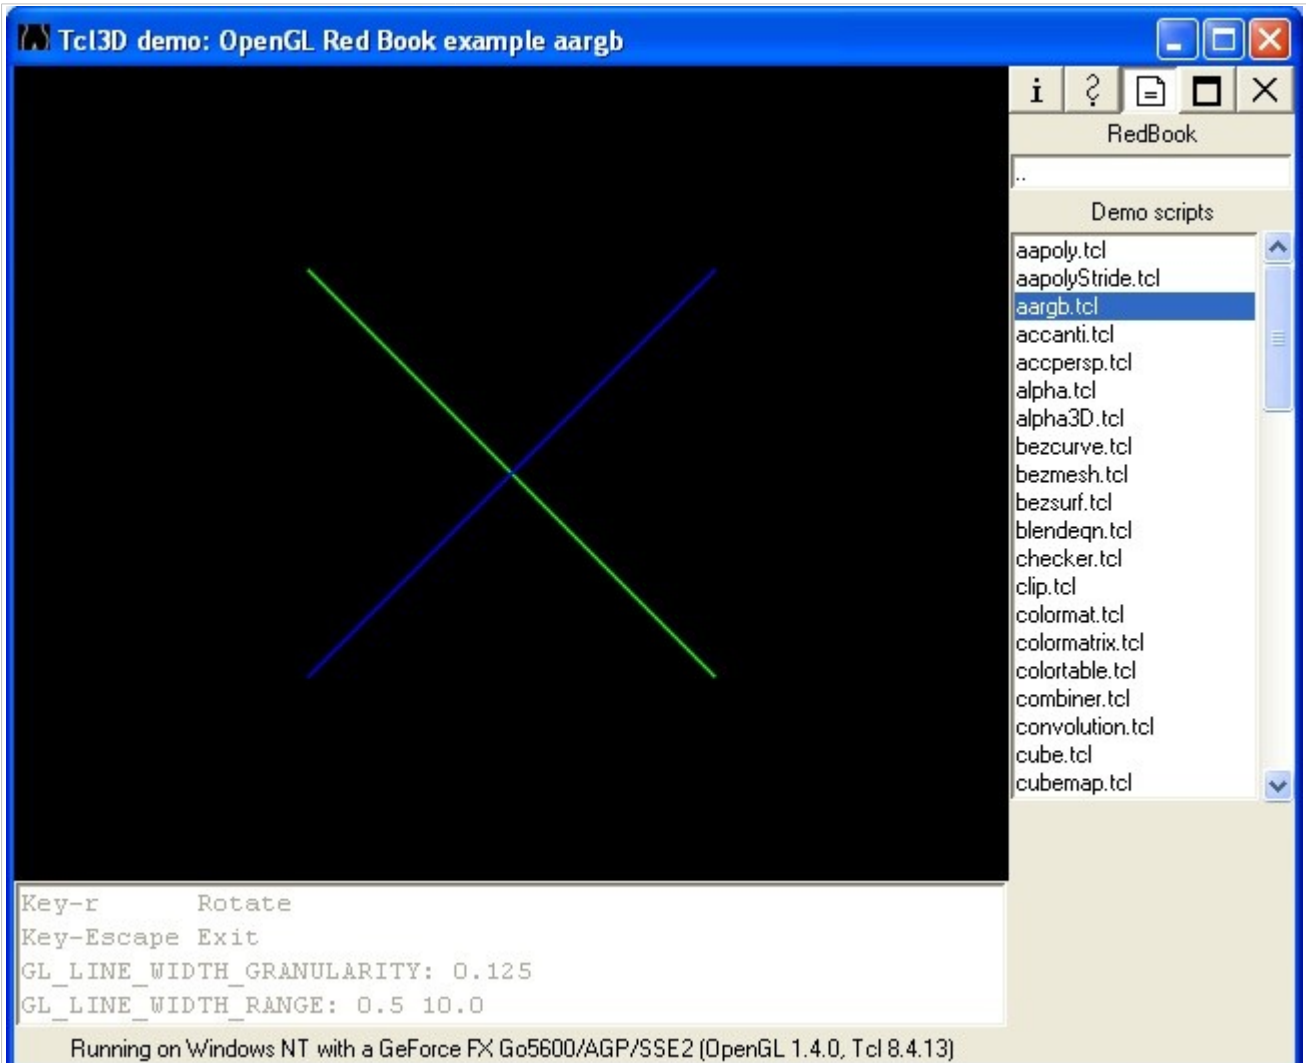 Tcl3D demo: OpenGL Red Book example aargb
i ?
RedBook
..
Demo scripts
aapoly.tcl
aapolyStride.tcl
aargb.tcl
accanti.tcl
accpersp.tcl
alpha.tcl
alpha3D.tcl
bezcurve.tcl
bezmesh.tcl
bezsurf.tcl
blendeqn.tcl
checker.tcl
clip.tcl
colormat.tcl
colormatrix.tcl
colortable.tcl
combiner.tcl
convolution.tcl
cube.tcl
cubemap.tcl
Key-r Rotate
Key-Escape Exit
GL_LINE_WIDTH_GRANULARITY: 0.125
GL_LINE_WIDTH_RANGE: 0.5 10.0
Running on Windows NT with a GeForce FX Go5600/AGP/SSE2 (OpenGL 1.4.0, Tcl 8.4.13)